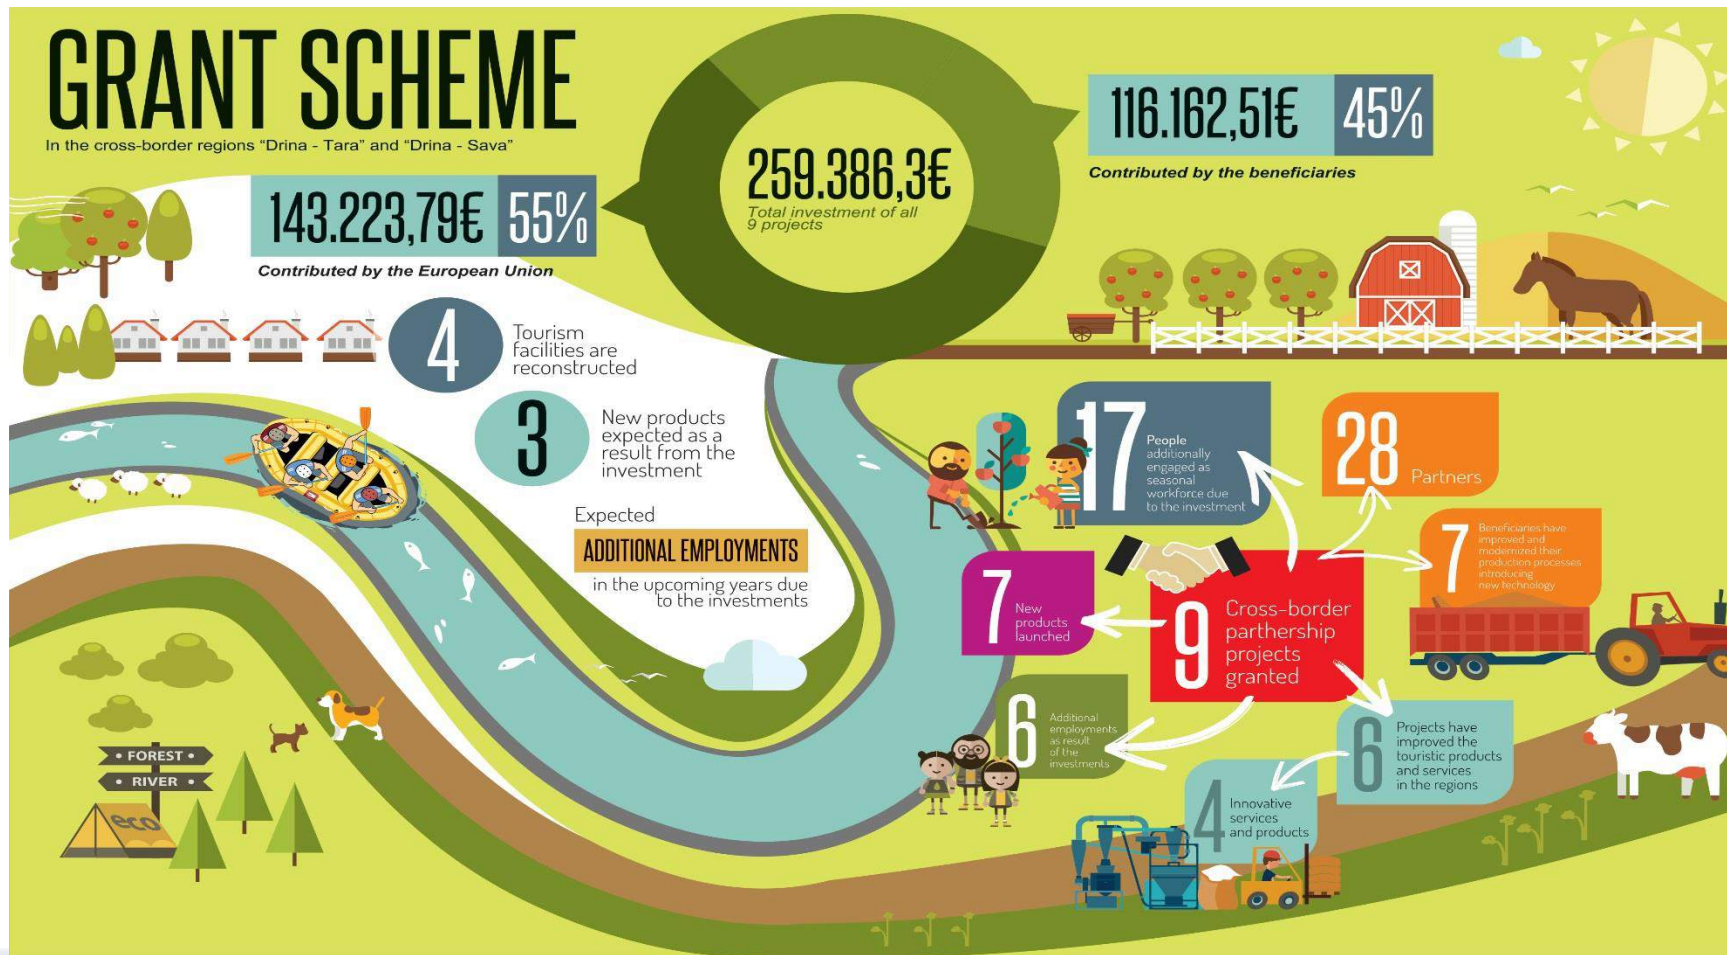 GRANT SCHEME
In the cross-border regions "Drina - Tara" and "Drina - Sava"
143.223,79€ 55%
Contributed by the European Union
259.386,3€
Total investment of all
9 projects
116.162,51€ 45%
Contributed by the beneficiaries
4
Tourism
facilities are
reconstructed
3
New products
expected as a
result from the
investment
Expected
ADDITIONAL EMPLOYMENTS
in the upcoming years due
to the investments
17
People
additionally
engaged as
seasonal
workforce due
to the investment
28
Partners
7
Beneficiaries have
improved and
modernized their
production processes
introducing
new technology
7
New
products
launched
9
Cross-border
parthership
projects
granted
6
Additional
employments
as result
of the
investments
6
Projects have
improved the
touristic products
and services
in the regions
4
Innovative
services
and products
• FOREST •
• RIVER •
eco